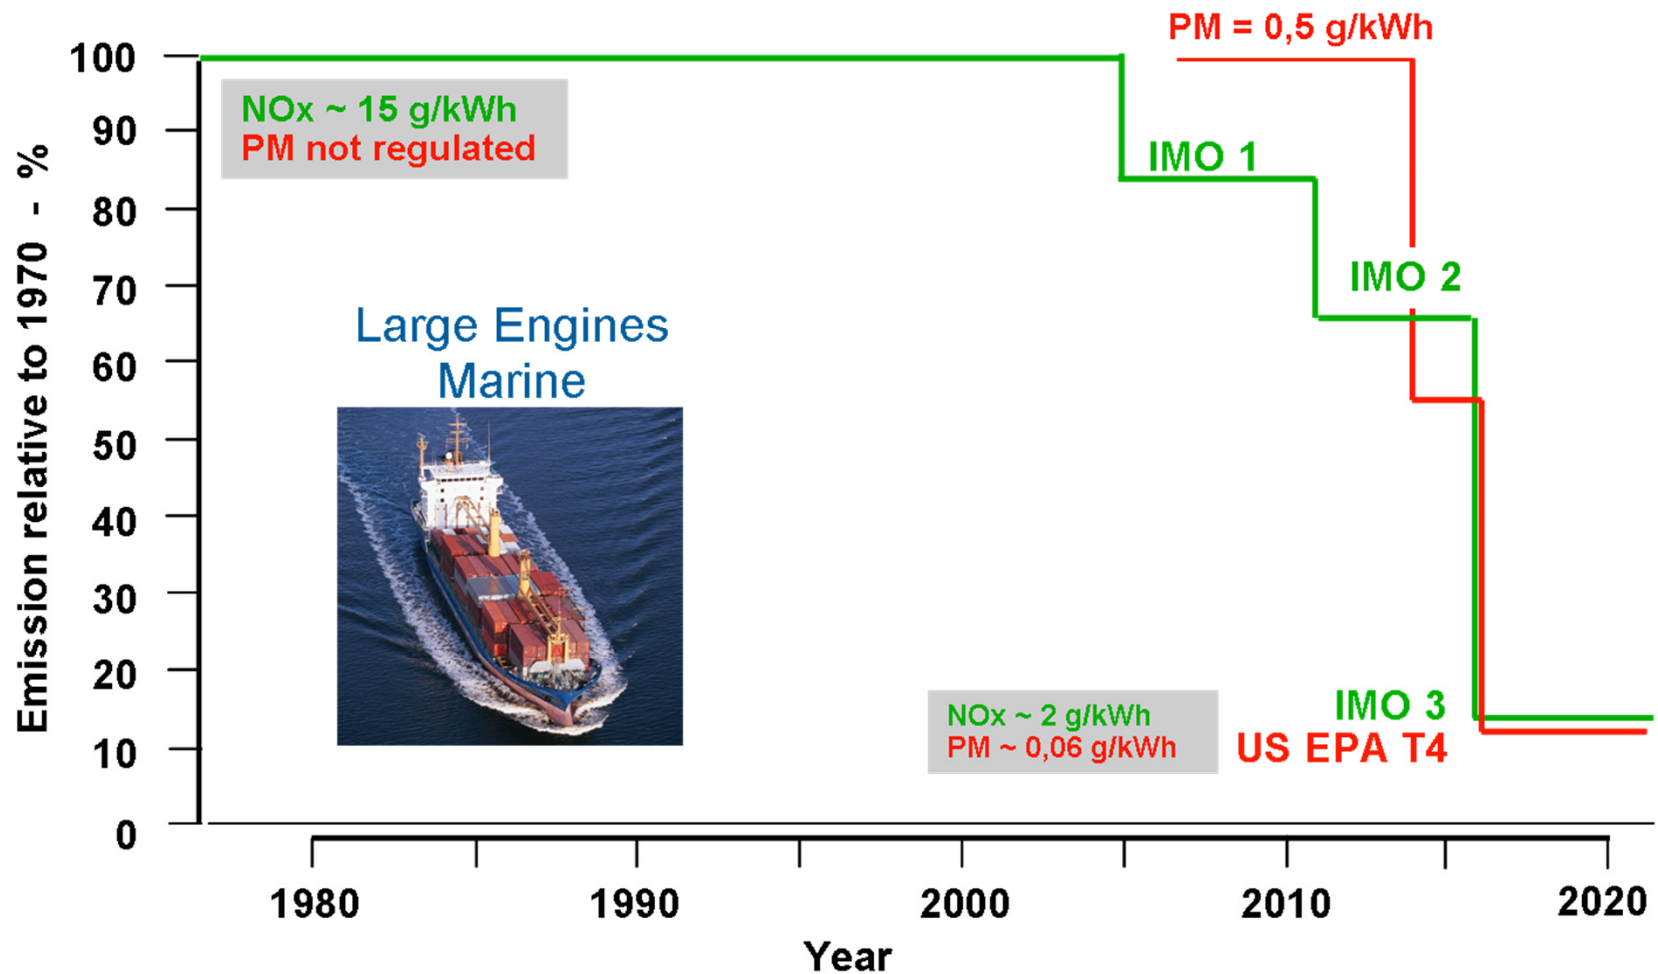 PM = 0,5 g/kWh
100
NOx ~ 15 g/kWh
PM not regulated
90
IMO 1
80
70
IMO 2
Large Engines
Marine
60
50
40
30
20
10
0
Emission relative to 1970 - %
IMO 3
NOx ~ 2 g/kWh
PM ~ 0,06 g/kWh
US EPA T4
1980
1990
2000
2010
2020
Year